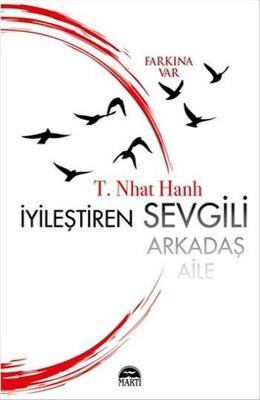 FARKINA
VAR
T. Nhat Hanh
İYİLEŞTİREN SEVGİLİ
ARKADAŞ
AİLE
MARTI